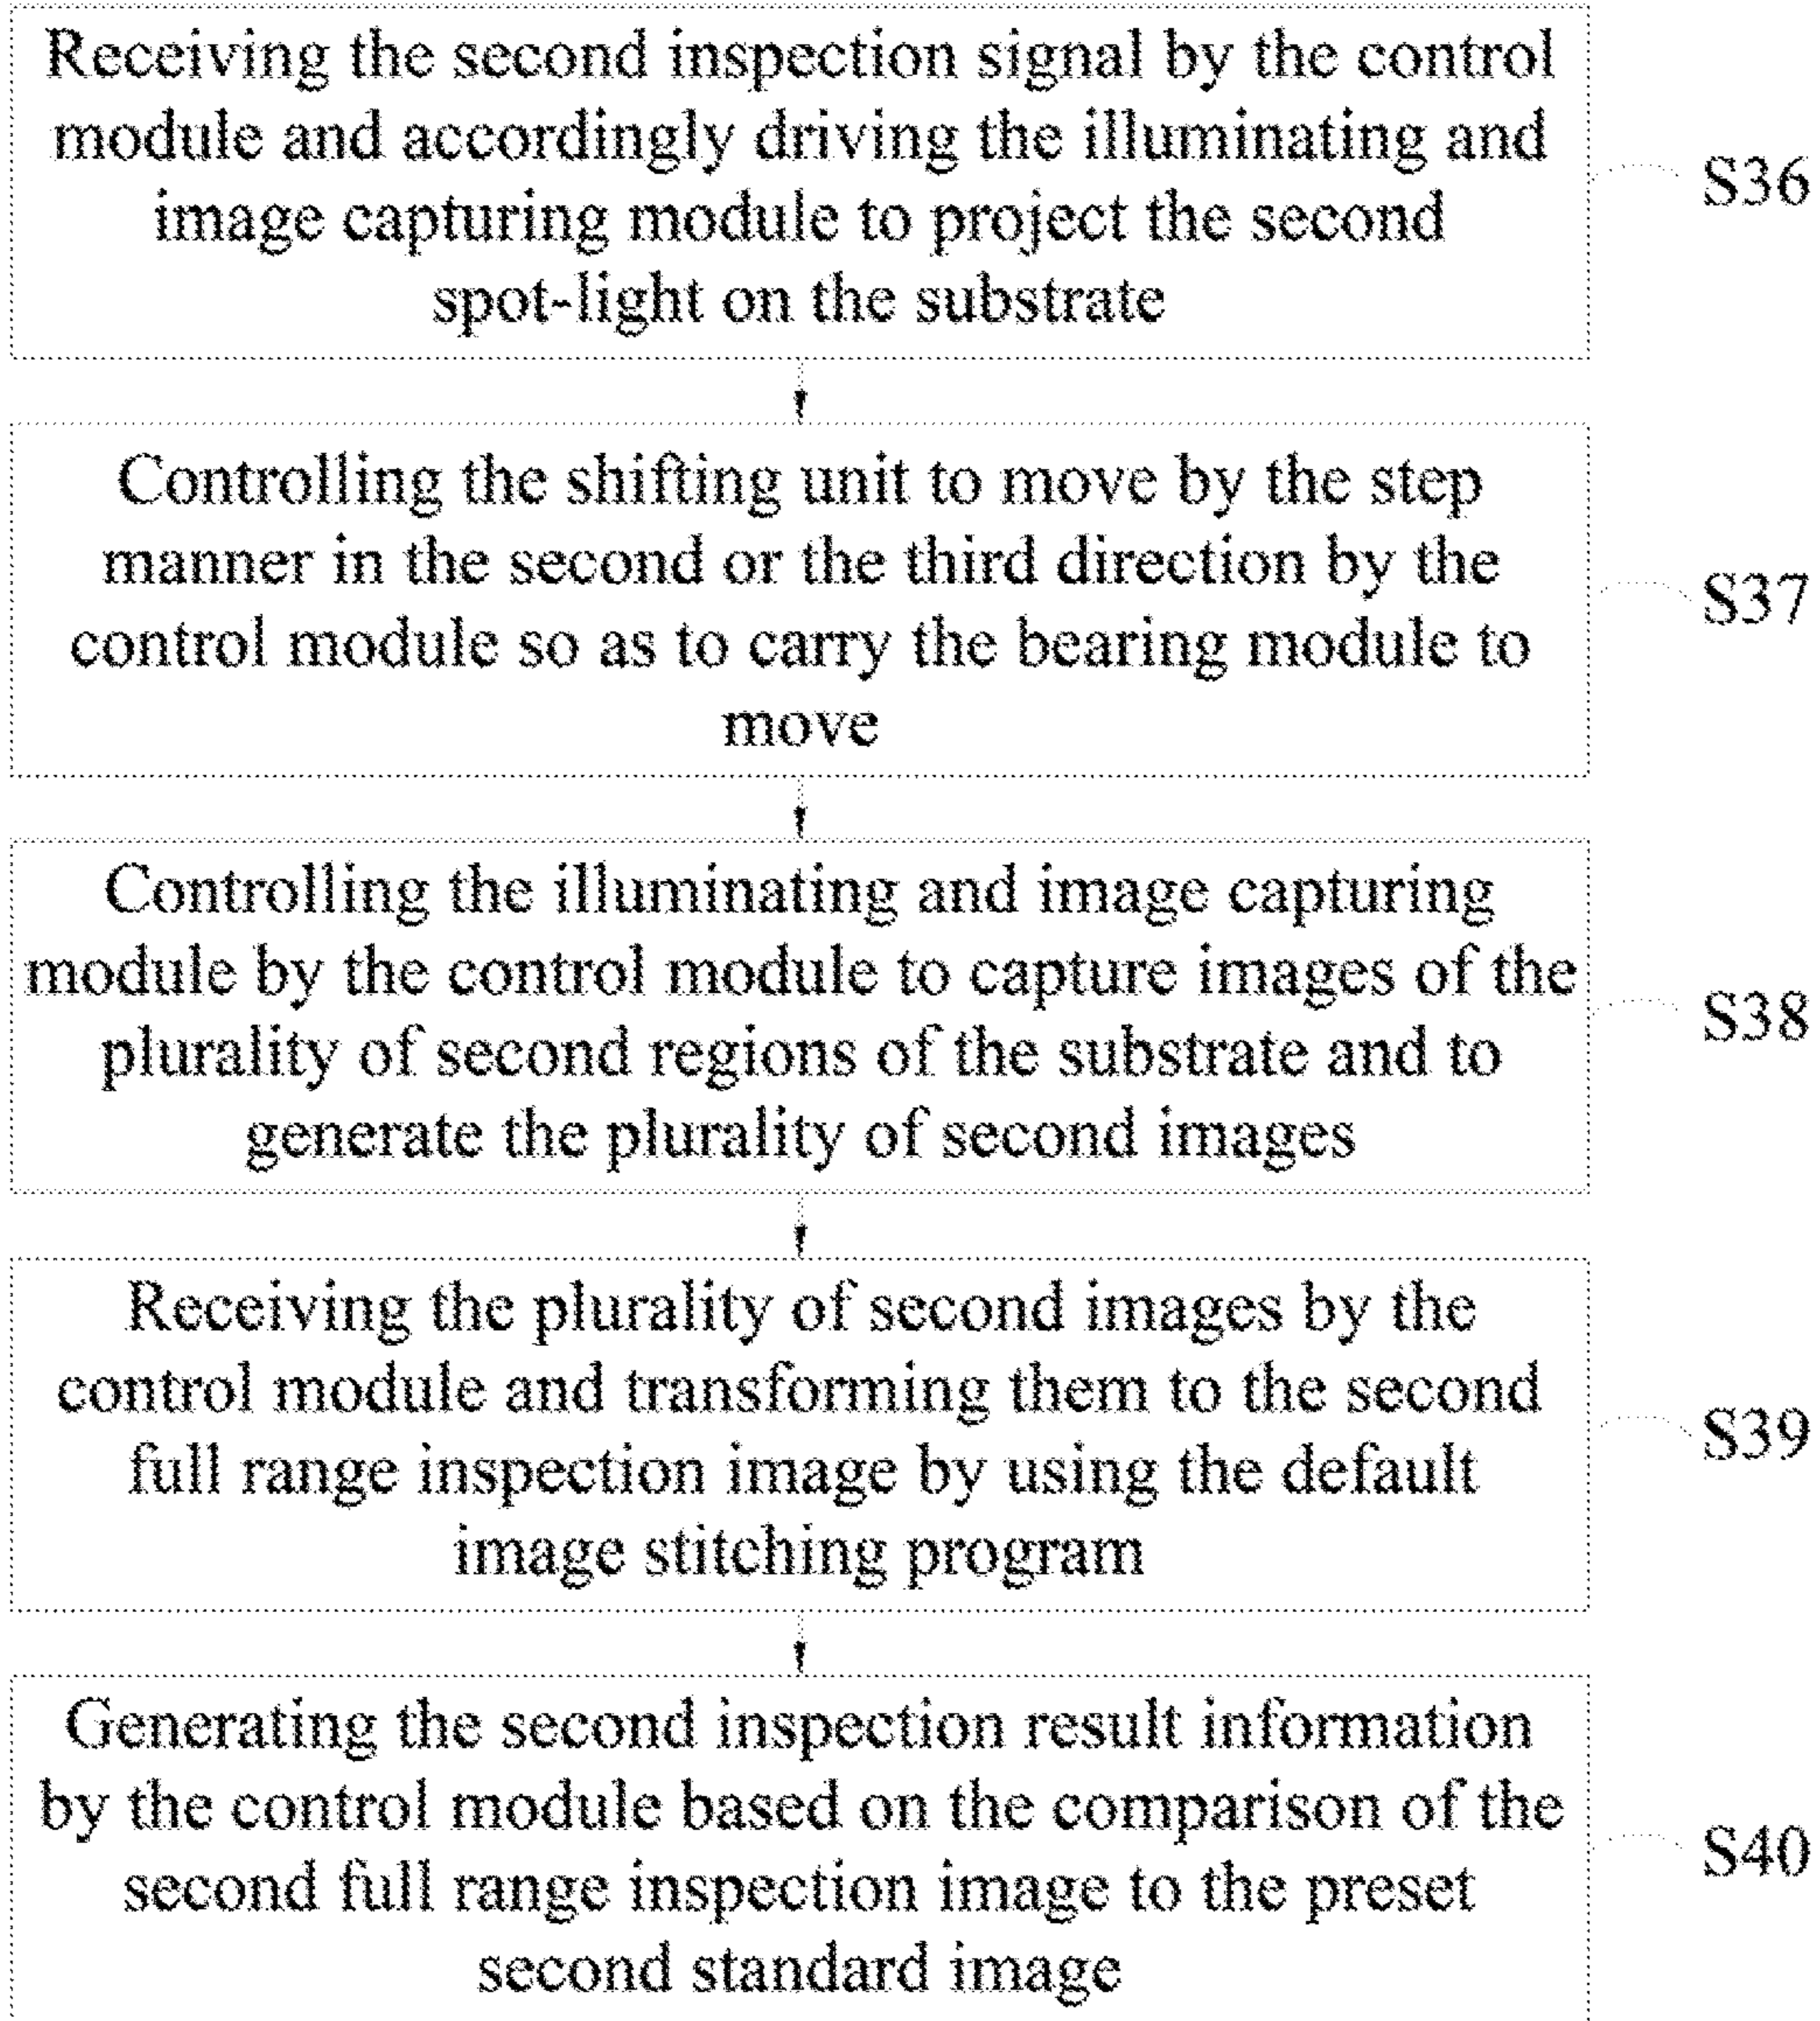 Receiving the second inspection signal by the control
module and accordingly driving the illuminating and
image capturing module to project the second
spot-light on the substrate
S36
Controlling the shifting unit to move by the step
manner in the second or the third direction by the
control module so as to carry the bearing module to
move
S37
Controlling the illuminating and image capturing
module by the control module to capture images of the
plurality of second regions of the substrate and to
generate the plurality of second images
S38
Receiving the plurality of second images by the
control module and transforming them to the second
full range inspection image by using the default
image stitching program
S39
Generating the second inspection result information
by the control module based on the comparison of the
second full range inspection image to the preset
second standard image
S40